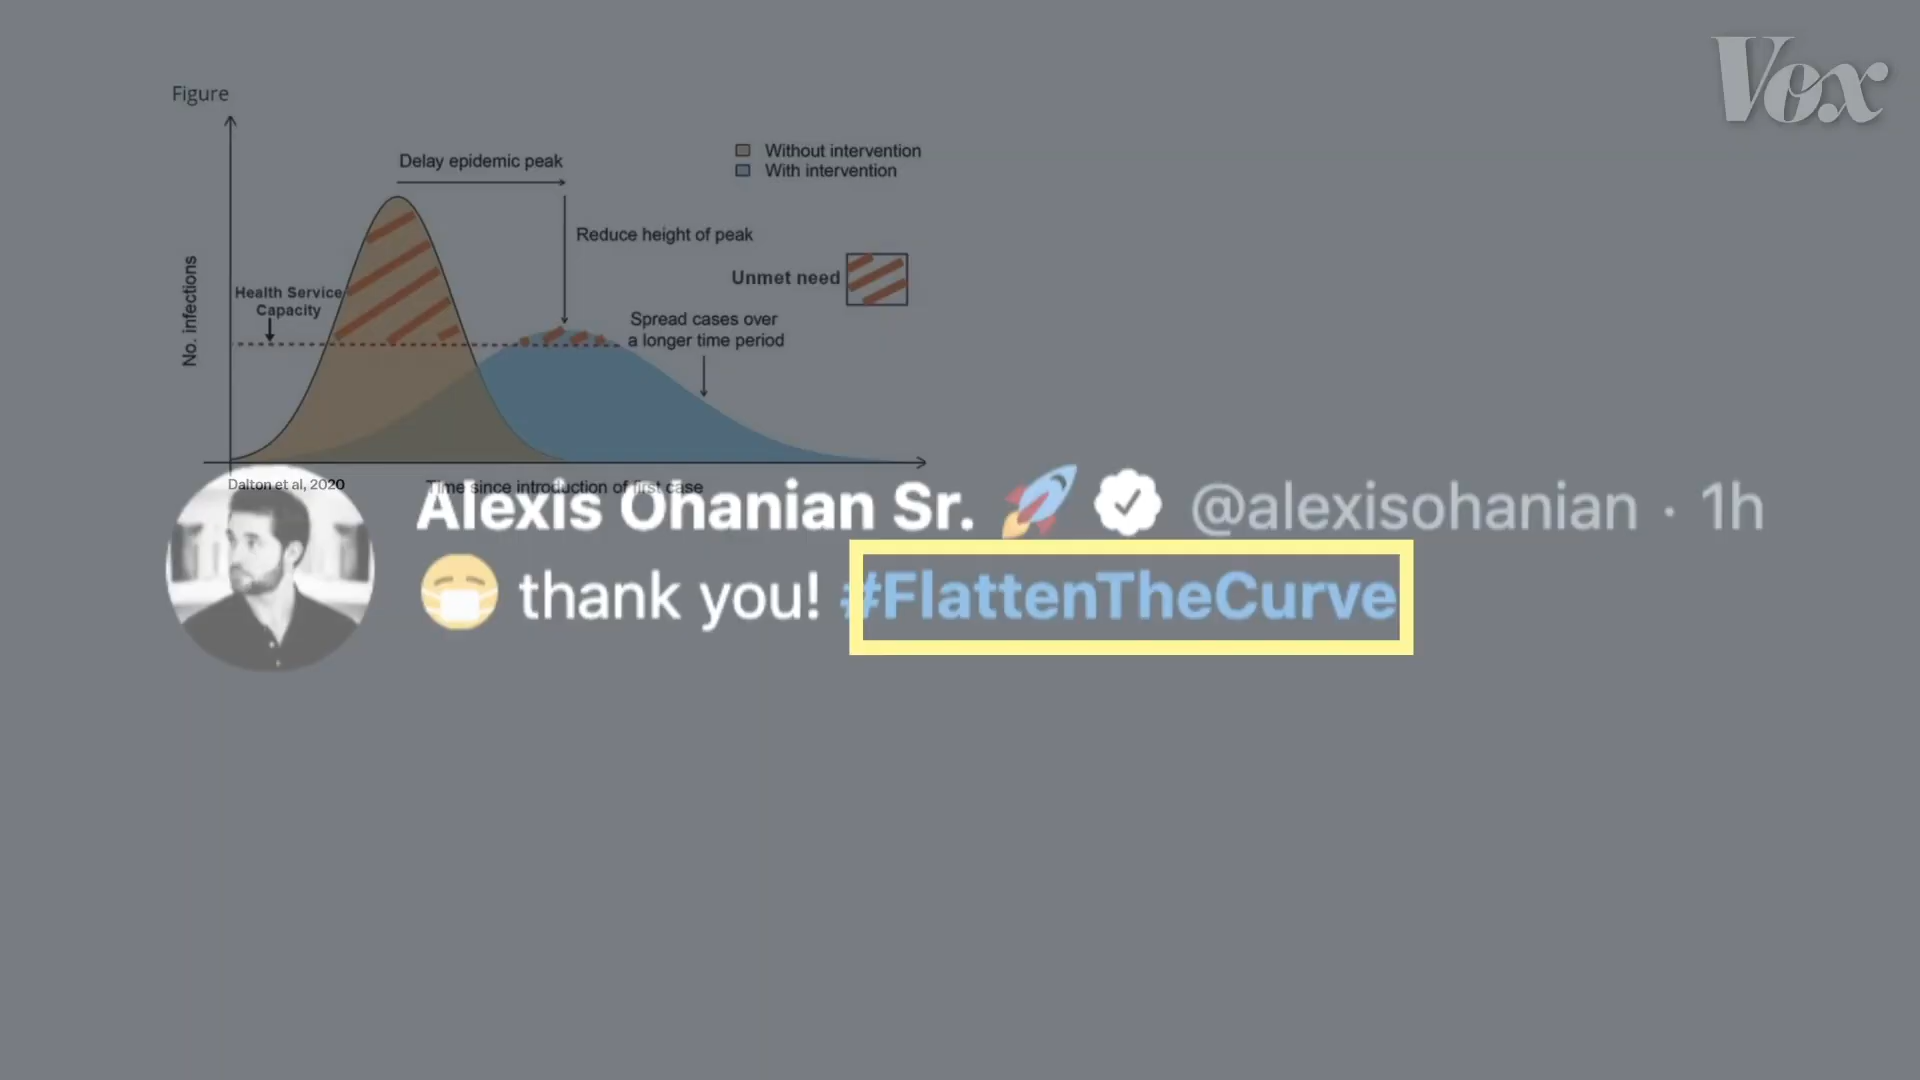 Vox
Figure
Delay epidemic peak
Without intervention
With intervention
Reduce height of peak
Unmet need
Health Service
Capacity
No. infections
Spread cases over
a longer time period
Dalton et al, 2020
Time since introduction of first case
Alexis Ohanian Sr. 🚀 @alexisohanian · 1h
😷 thank you! #FlattenTheCurve